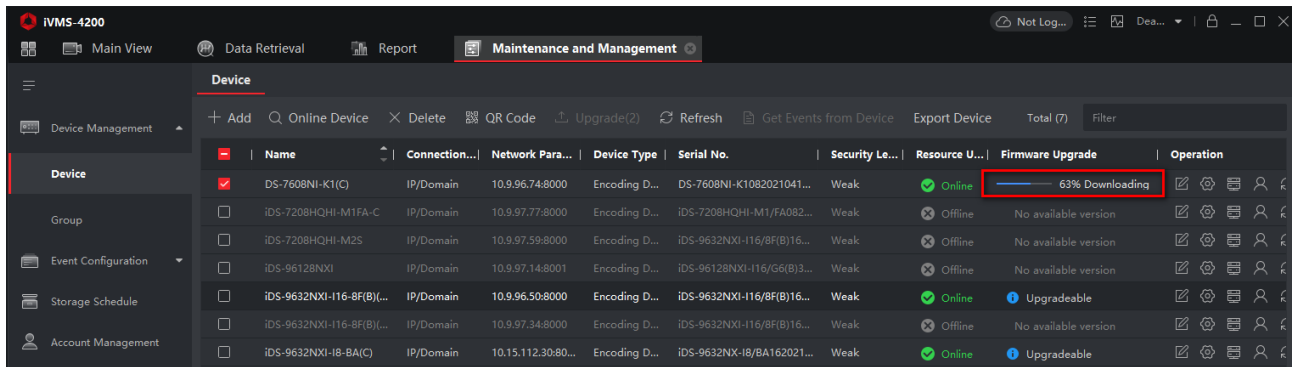 iVMS-4200 Not Log... Dea...
Main View Data Retrieval Report Maintenance and Management
Device
Device Management
+ Add Online Device Delete QR Code Upgrade(2) Refresh Get Events from Device Export Device Total (7) Filter
Name Connection... Network Para... Device Type Serial No. Security Le... Resource U... Firmware Upgrade Operation
Device
DS-7608NI-K1(C) IP/Domain 10.9.96.74:8000 Encoding D... DS-7608NI-K1082021041... Weak Online 63% Downloading
iDS-7208HQHI-M1FA-C IP/Domain 10.9.97.77:8000 Encoding D... iDS-7208HQHI-M1/FA082... Weak Offline No available version
Group
iDS-7208HQHI-M2S IP/Domain 10.9.97.59:8000 Encoding D... iDS-9632NXI-I16/8F(B)16... Weak Offline No available version
Event Configuration
iDS-96128NXI IP/Domain 10.9.97.14:8001 Encoding D... iDS-96128NXI-I16/G6(B)3... Weak Offline No available version
Storage Schedule
iDS-9632NXI-I16-8F(B)(... IP/Domain 10.9.96.50:8000 Encoding D... iDS-9632NXI-I16/8F(B)16... Weak Online Upgradeable
iDS-9632NXI-I16-8F(B)(... IP/Domain 10.9.97.34:8000 Encoding D... iDS-9632NXI-I16/8F(B)16... Weak Offline No available version
Account Management
iDS-9632NXI-I8-BA(C) IP/Domain 10.15.112.30:80... Encoding D... iDS-9632NX-I8/BA162021... Weak Online Upgradeable